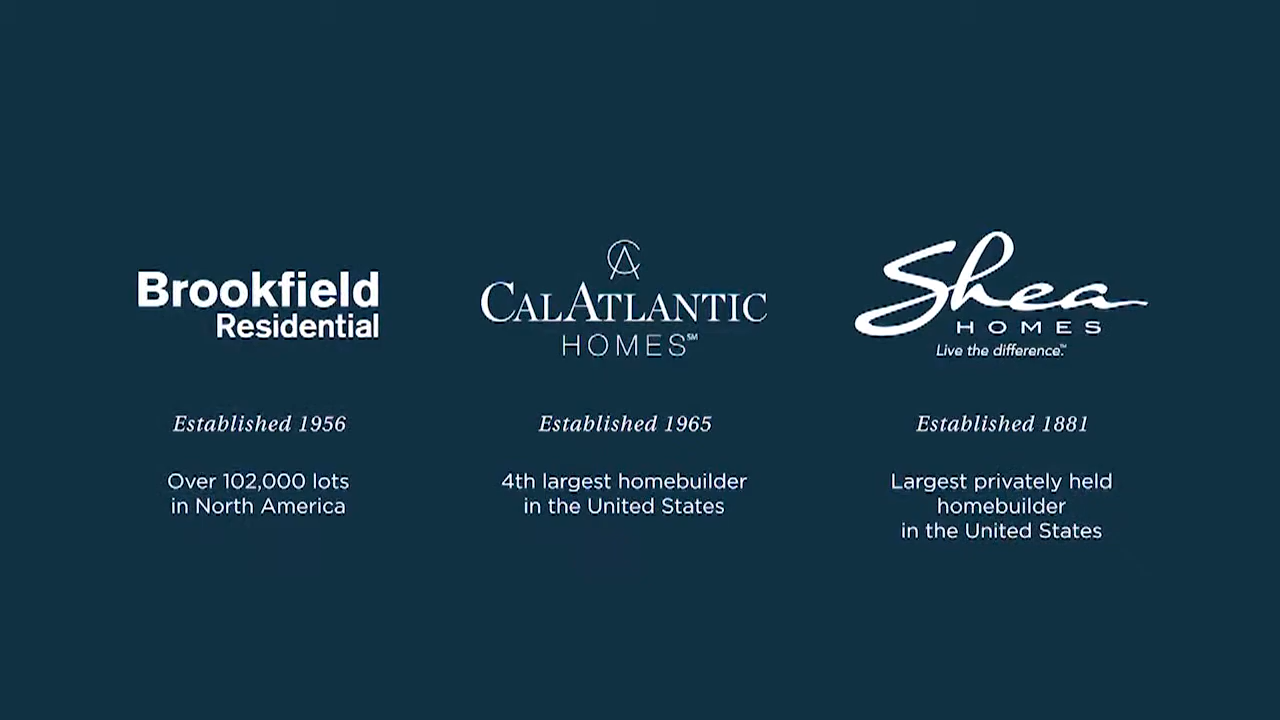 Brookfield
Residential
Established 1956
Over 102,000 lots
in North America
CA
CALATLANTIC
HOMES℠
Established 1965
4th largest homebuilder
in the United States
Shea
HOMES
Live the difference.™
Established 1881
Largest privately held
homebuilder
in the United States